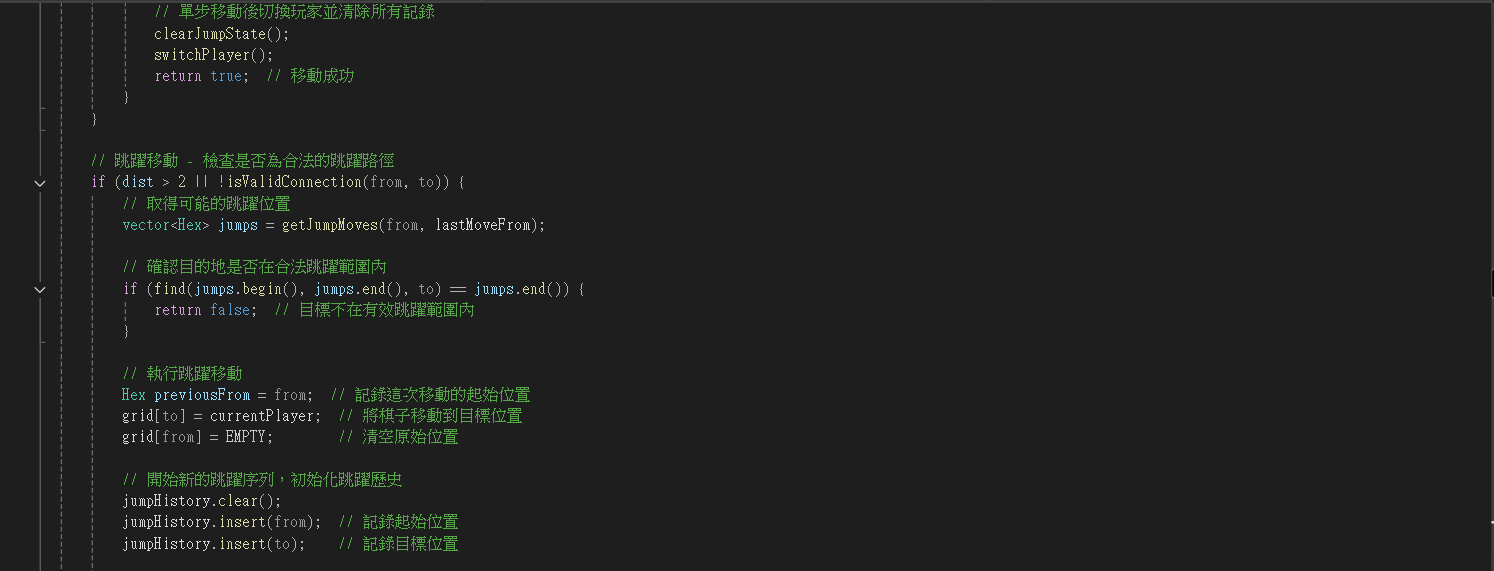 // 單步移動後切換玩家並清除所有記錄
clearJumpState();
switchPlayer();
return true;  // 移動成功
}
}
// 跳躍移動 - 檢查是否為合法的跳躍路徑
if (dist > 2 || !isValidConnection(from, to)) {
// 取得可能的跳躍位置
vector<Hex> jumps = getJumpMoves(from, lastMoveFrom);
// 確認目的地是否在合法跳躍範圍內
if (find(jumps.begin(), jumps.end(), to) == jumps.end()) {
return false;  // 目標不在有效跳躍範圍內
}
// 執行跳躍移動
Hex previousFrom = from;  // 記錄這次移動的起始位置
grid[to] = currentPlayer;  // 將棋子移動到目標位置
grid[from] = EMPTY;        // 清空原始位置
// 開始新的跳躍序列，初始化跳躍歷史
jumpHistory.clear();
jumpHistory.insert(from);  // 記錄起始位置
jumpHistory.insert(to);    // 記錄目標位置